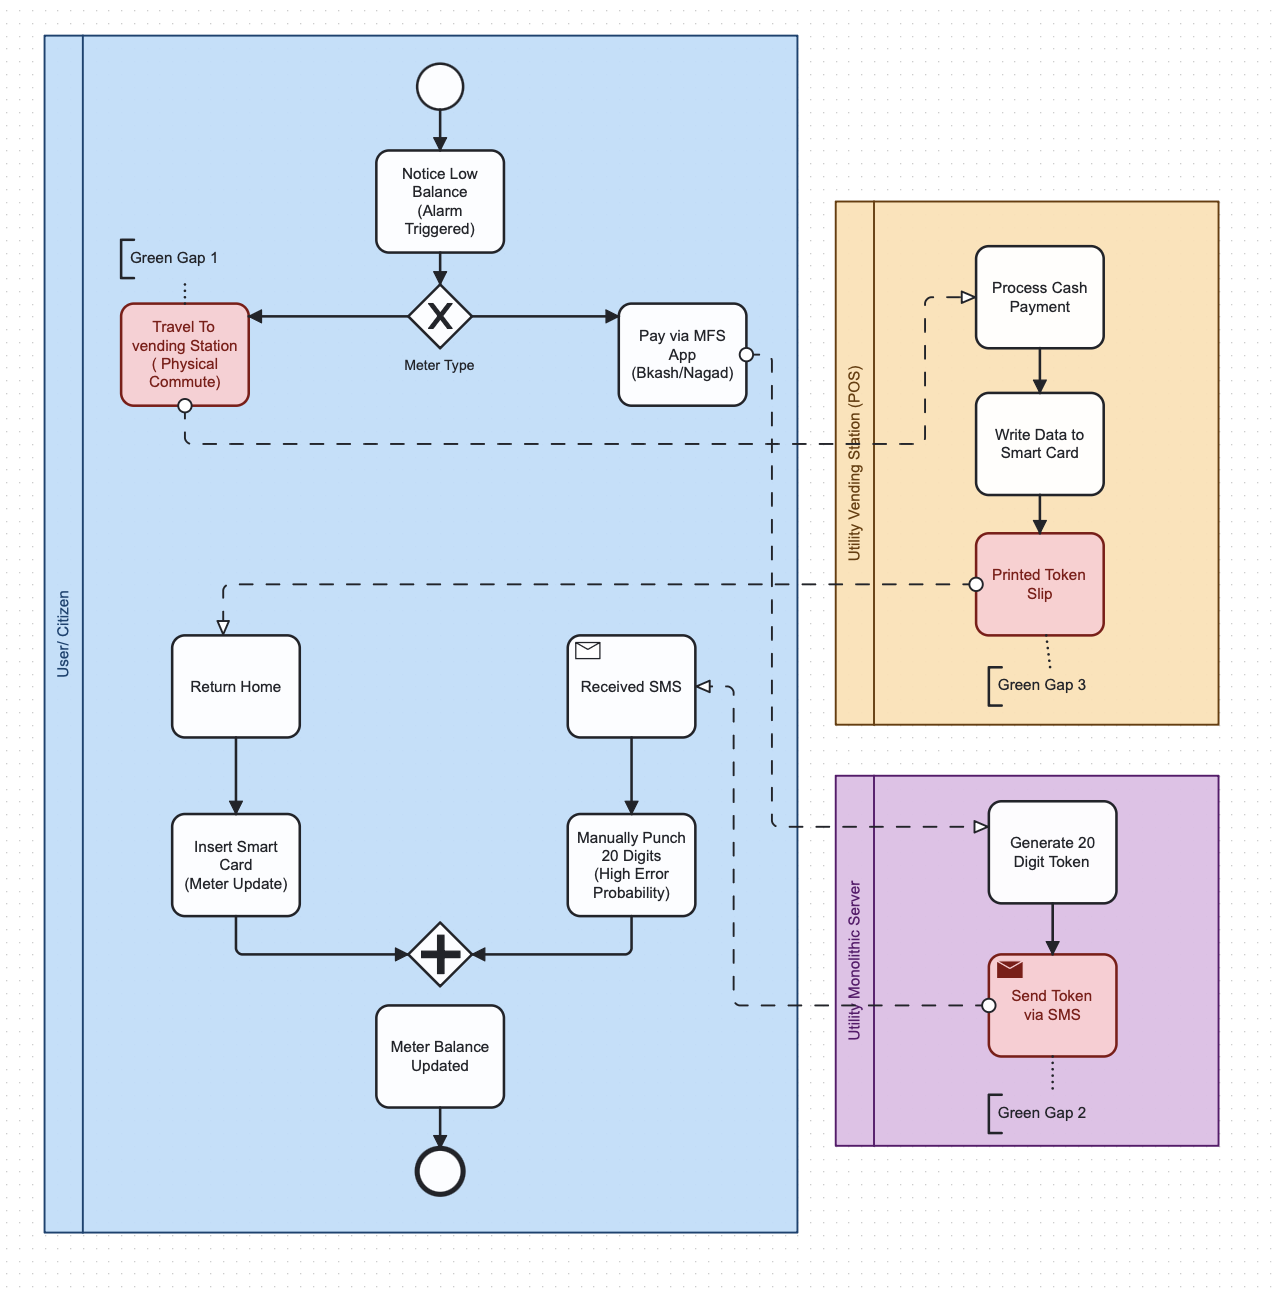 User/ Citizen
Notice Low
Balance
(Alarm
Triggered)
Green Gap 1
Travel To
vending Station
( Physical
Commute)
Meter Type
Pay via MFS
App
(Bkash/Nagad)
Return Home
Received SMS
Insert Smart
Card
(Meter Update)
Manually Punch
20 Digits
(High Error
Probability)
Meter Balance
Updated
Utility Vending Station (POS)
Process Cash
Payment
Write Data to
Smart Card
Printed Token
Slip
Green Gap 3
Utility Monolithic Server
Generate 20
Digit Token
Send Token
via SMS
Green Gap 2